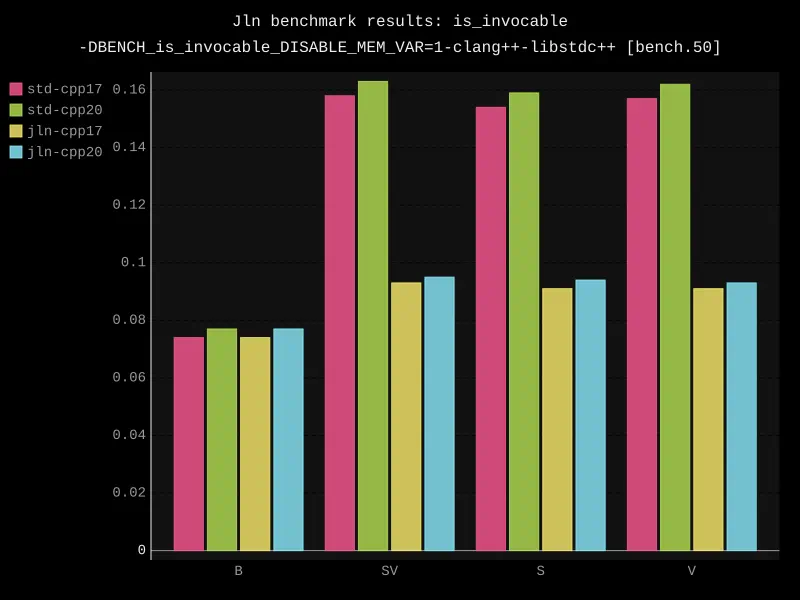 Jln benchmark results: is_invocable
-DBENCH_is_invocable_DISABLE_MEM_VAR=1-clang++-libstdc++ [bench.50]
std-cpp17
std-cpp20
jln-cpp17
jln-cpp20
0.16
0.14
0.12
0.1
0.08
0.06
0.04
0.02
0
B SV S V